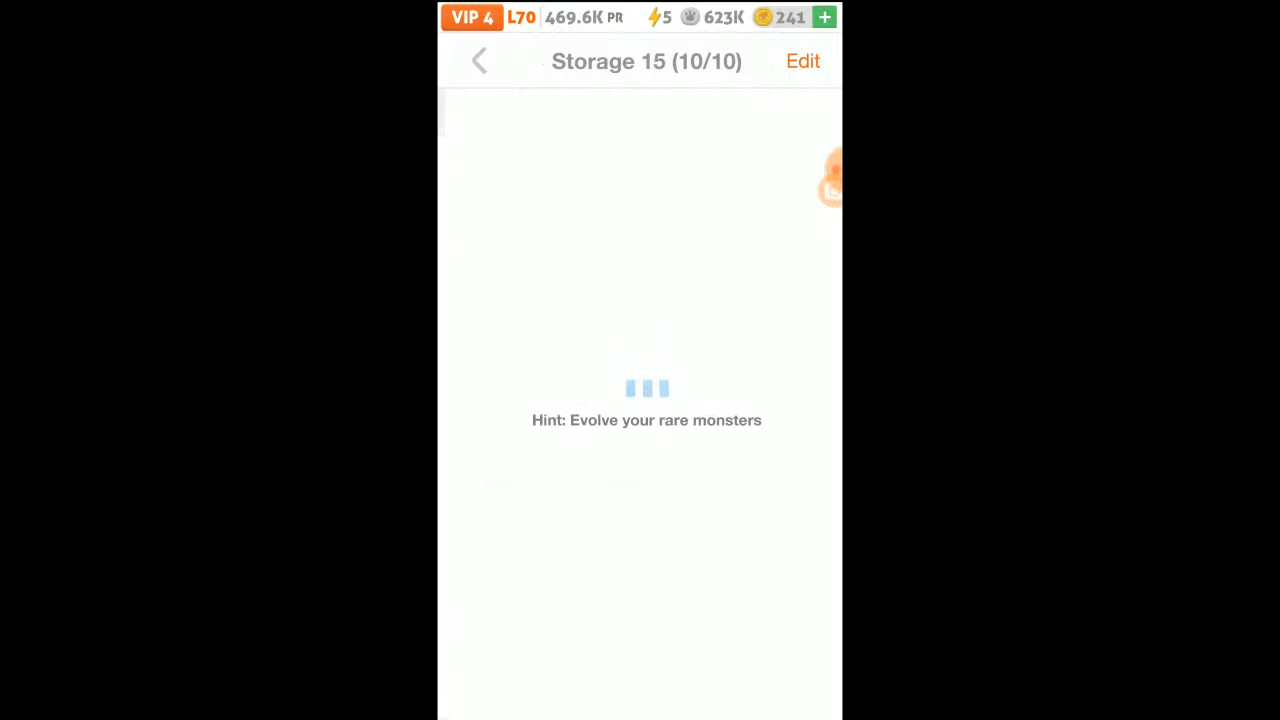 VIP 4 L70 469.6K PR 5 623K 241 +
Storage 15 (10/10) Edit
Hint: Evolve your rare monsters